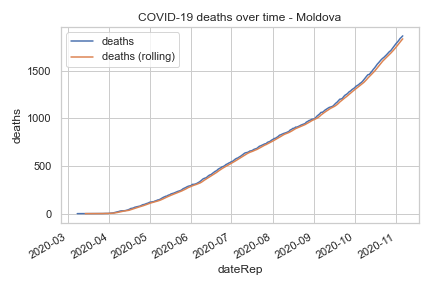 COVID-19 deaths over time - Moldova
deaths
deaths (rolling)
deaths
1500
1000
500
0
2020-03
2020-04
2020-05
2020-06
2020-07
2020-08
2020-09
2020-10
2020-11
dateRep